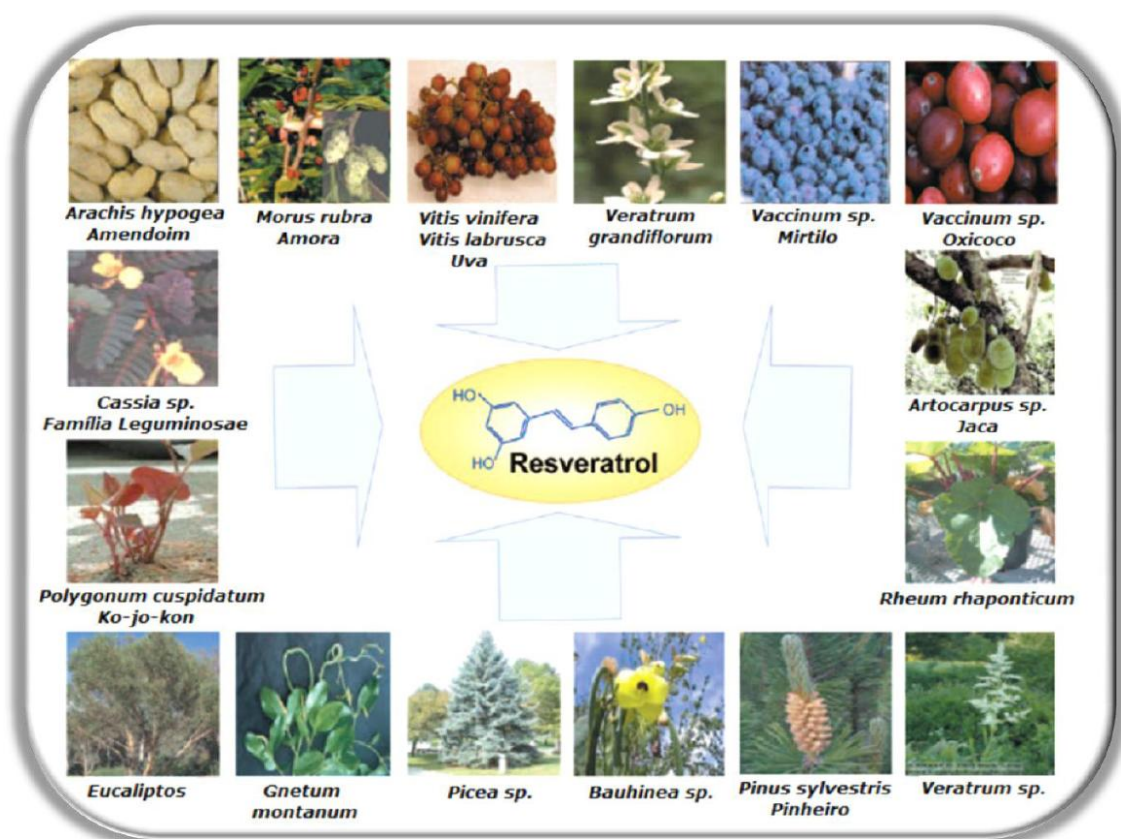 Arachis hypogea
Amendoim
Morus rubra
Amora
Vitis vinifera
Vitis labrusca
Uva
Veratrum
grandiflorum
Vaccinum sp.
Mirtilo
Vaccinum sp.
Oxicoco
Cassia sp.
Família Leguminosae
HO
OH
HO
Resveratrol
Artocarpus sp.
Jaca
Polygonum cuspidatum
Ko-jo-kon
Rheum rhaponticum
Eucaliptos
Gnetum
montanum
Picea sp.
Bauhinea sp.
Pinus sylvestris
Pinheiro
Veratrum sp.